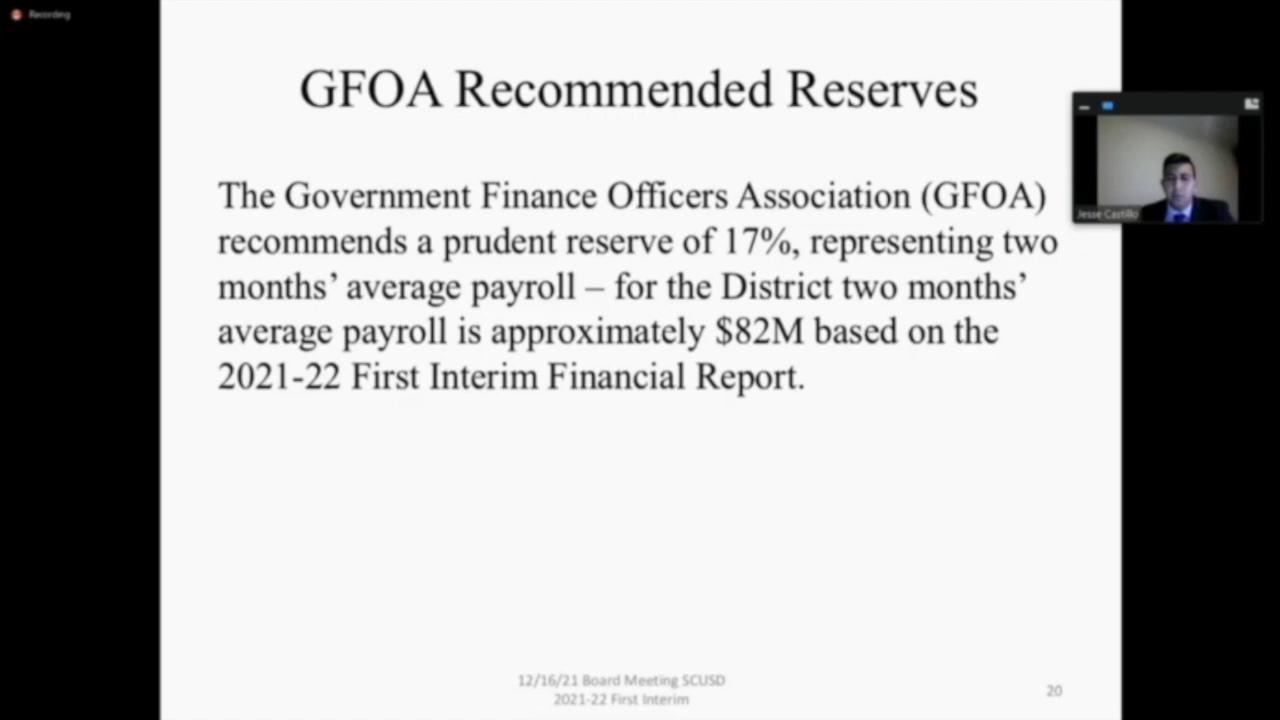 Recording
GFOA Recommended Reserves
The Government Finance Officers Association (GFOA)
recommends a prudent reserve of 17%, representing two
months’ average payroll – for the District two months’
average payroll is approximately $82M based on the
2021-22 First Interim Financial Report.
Jesse Castillo
12/16/21 Board Meeting SCUSD
2021-22 First Interim
20